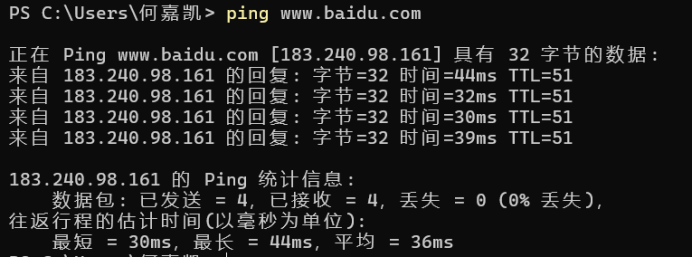 PS C:\Users\何嘉凯> ping www.baidu.com
正在 Ping www.baidu.com [183.240.98.161] 具有 32 字节的数据:
来自 183.240.98.161 的回复: 字节=32 时间=44ms TTL=51
来自 183.240.98.161 的回复: 字节=32 时间=32ms TTL=51
来自 183.240.98.161 的回复: 字节=32 时间=30ms TTL=51
来自 183.240.98.161 的回复: 字节=32 时间=39ms TTL=51
183.240.98.161 的 Ping 统计信息:
数据包: 已发送 = 4，已接收 = 4，丢失 = 0 (0% 丢失)，
往返行程的估计时间(以毫秒为单位):
最短 = 30ms，最长 = 44ms，平均 = 36ms